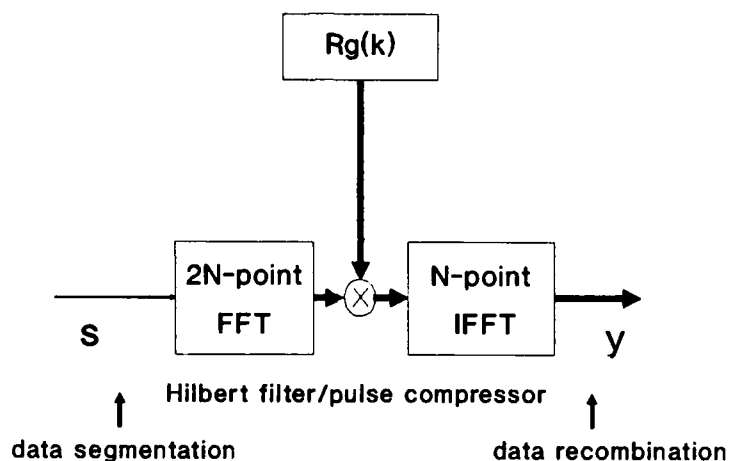 Rg(k)
2N-point
FFT
N-point
IFFT
s
y
Hilbert filter/pulse compressor
data segmentation
data recombination